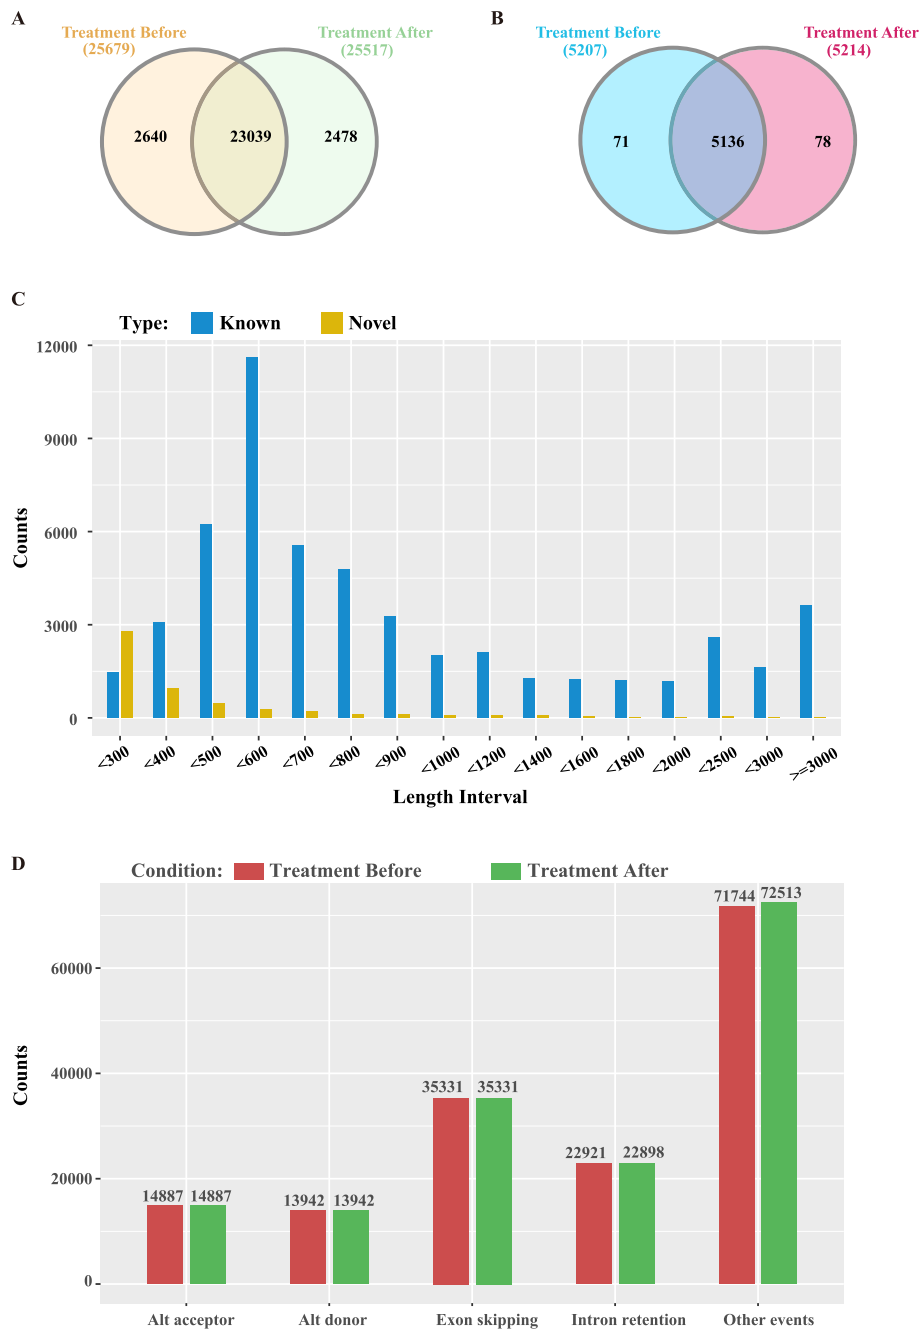 A
B
Treatment Before
(25679)
Treatment After
(25517)
Treatment Before
(5207)
Treatment After
(5214)
2640
23039
2478
71
5136
78
C
Type: Known Novel
12000
9000
6000
3000
0
Counts
<300 <400 <500 <600 <700 <800 <900 <1000 <1200 <1400 <1600 <1800 <2000 <2500 <3000 >=3000
Length Interval
D
Condition: Treatment Before Treatment After
71744 72513
60000
40000
35331 35331
22921 22898
20000
14887 14887
13942 13942
0
Counts
Alt acceptor Alt donor Exon skipping Intron retention Other events